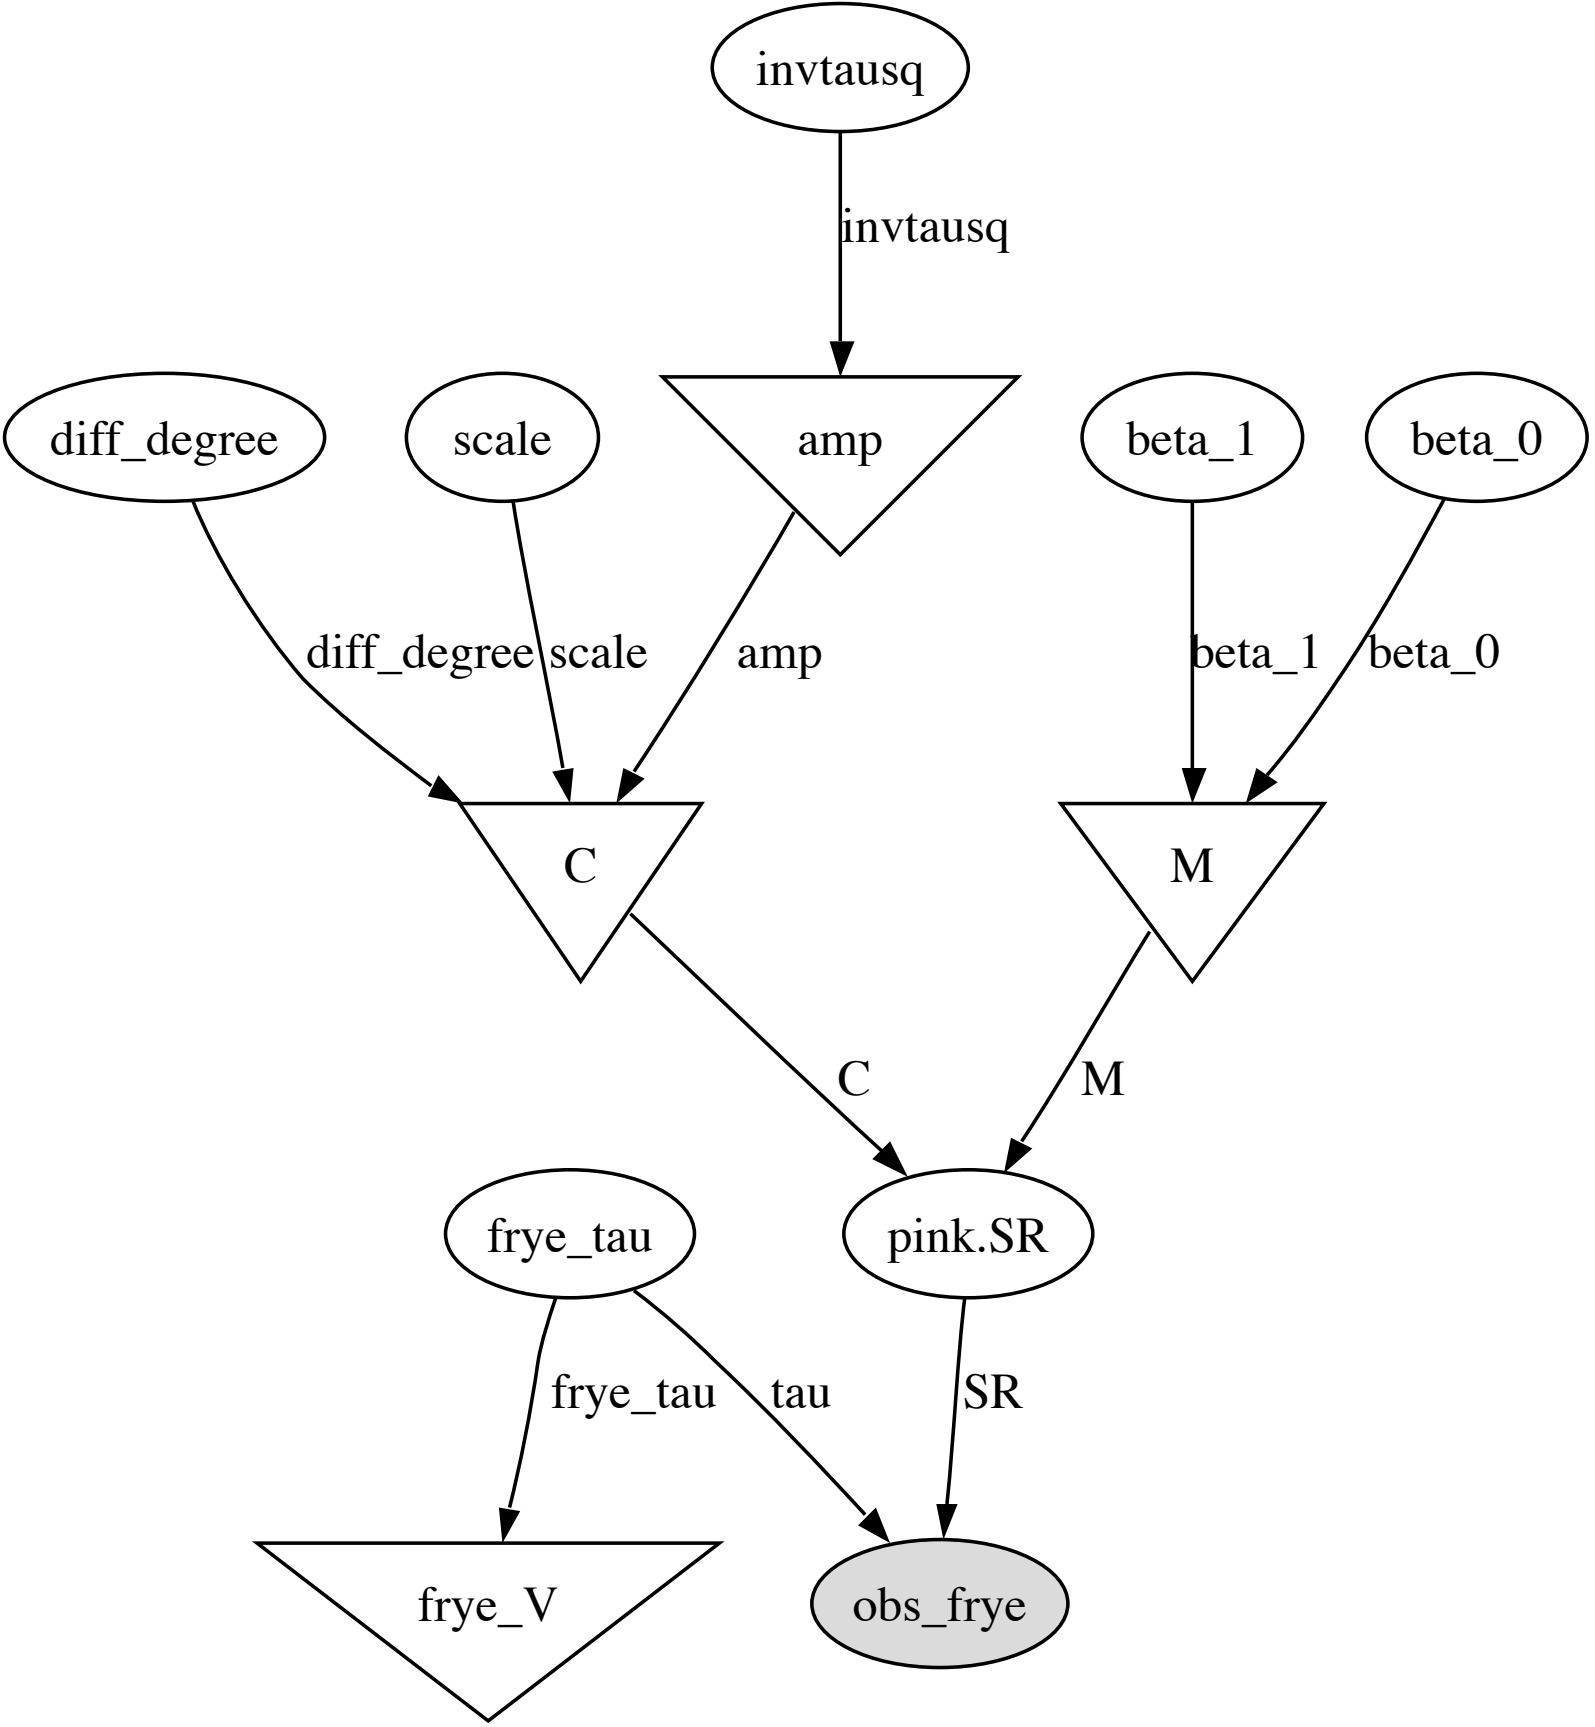 invtausq
invtausq
diff_degree
scale
amp
beta_1
beta_0
diff_degree
scale
amp
beta_1
beta_0
C
M
C
M
frye_tau
pink.SR
frye_tau
tau
SR
frye_V
obs_frye